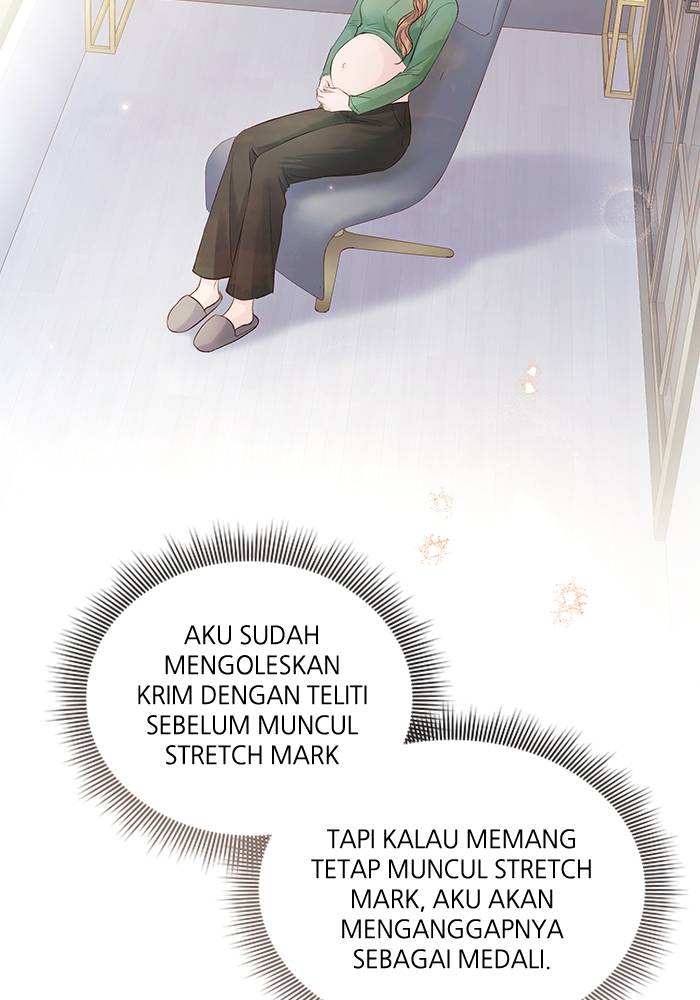 AKU SUDAH
MENGOLESKAN
KRIM DENGAN TELITI
SEBELUM MUNCUL
STRETCH MARK
TAPI KALAU MEMANG
TETAP MUNCUL STRETCH
MARK, AKU AKAN
MENGANGGAPNYA
SEBAGAI MEDALI.